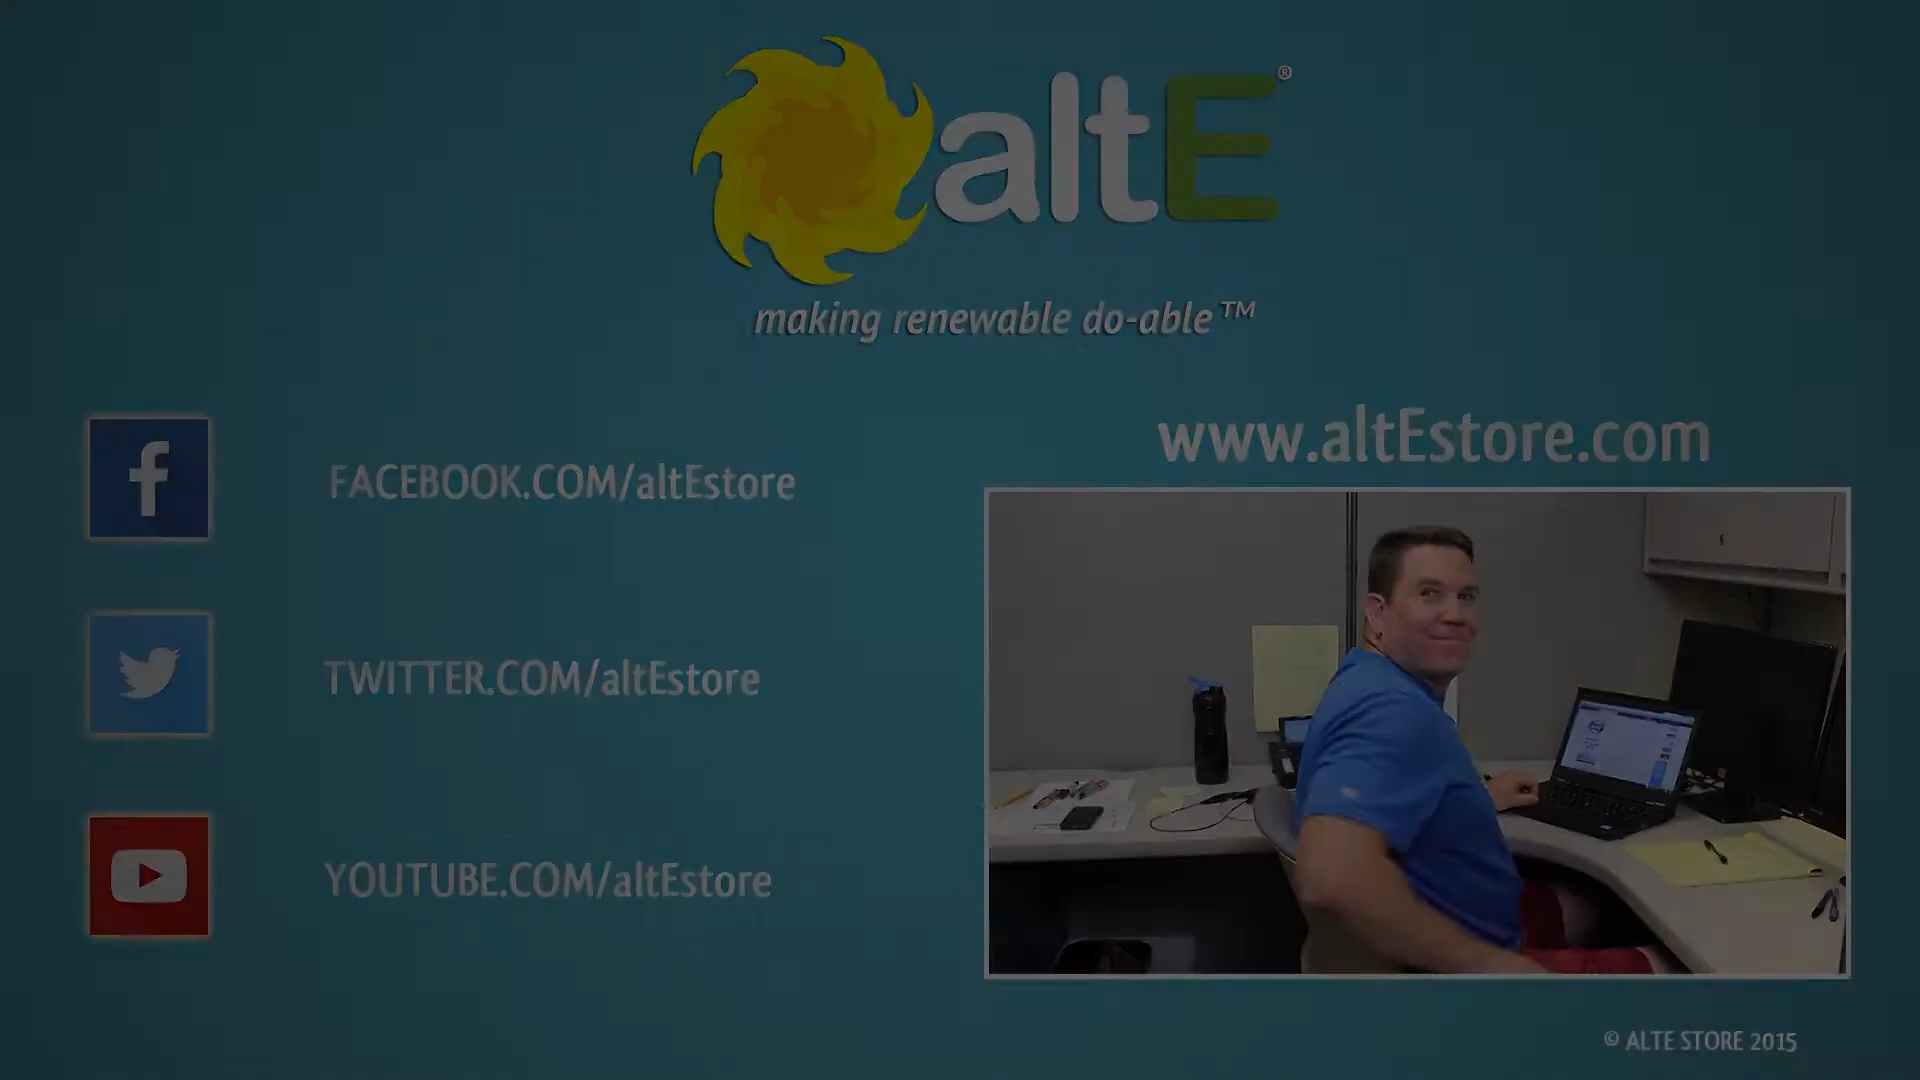 altE®
making renewable do-able™
www.altEstore.com
FACEBOOK.COM/altEstore
TWITTER.COM/altEstore
YOUTUBE.COM/altEstore
© ALTE STORE 2015